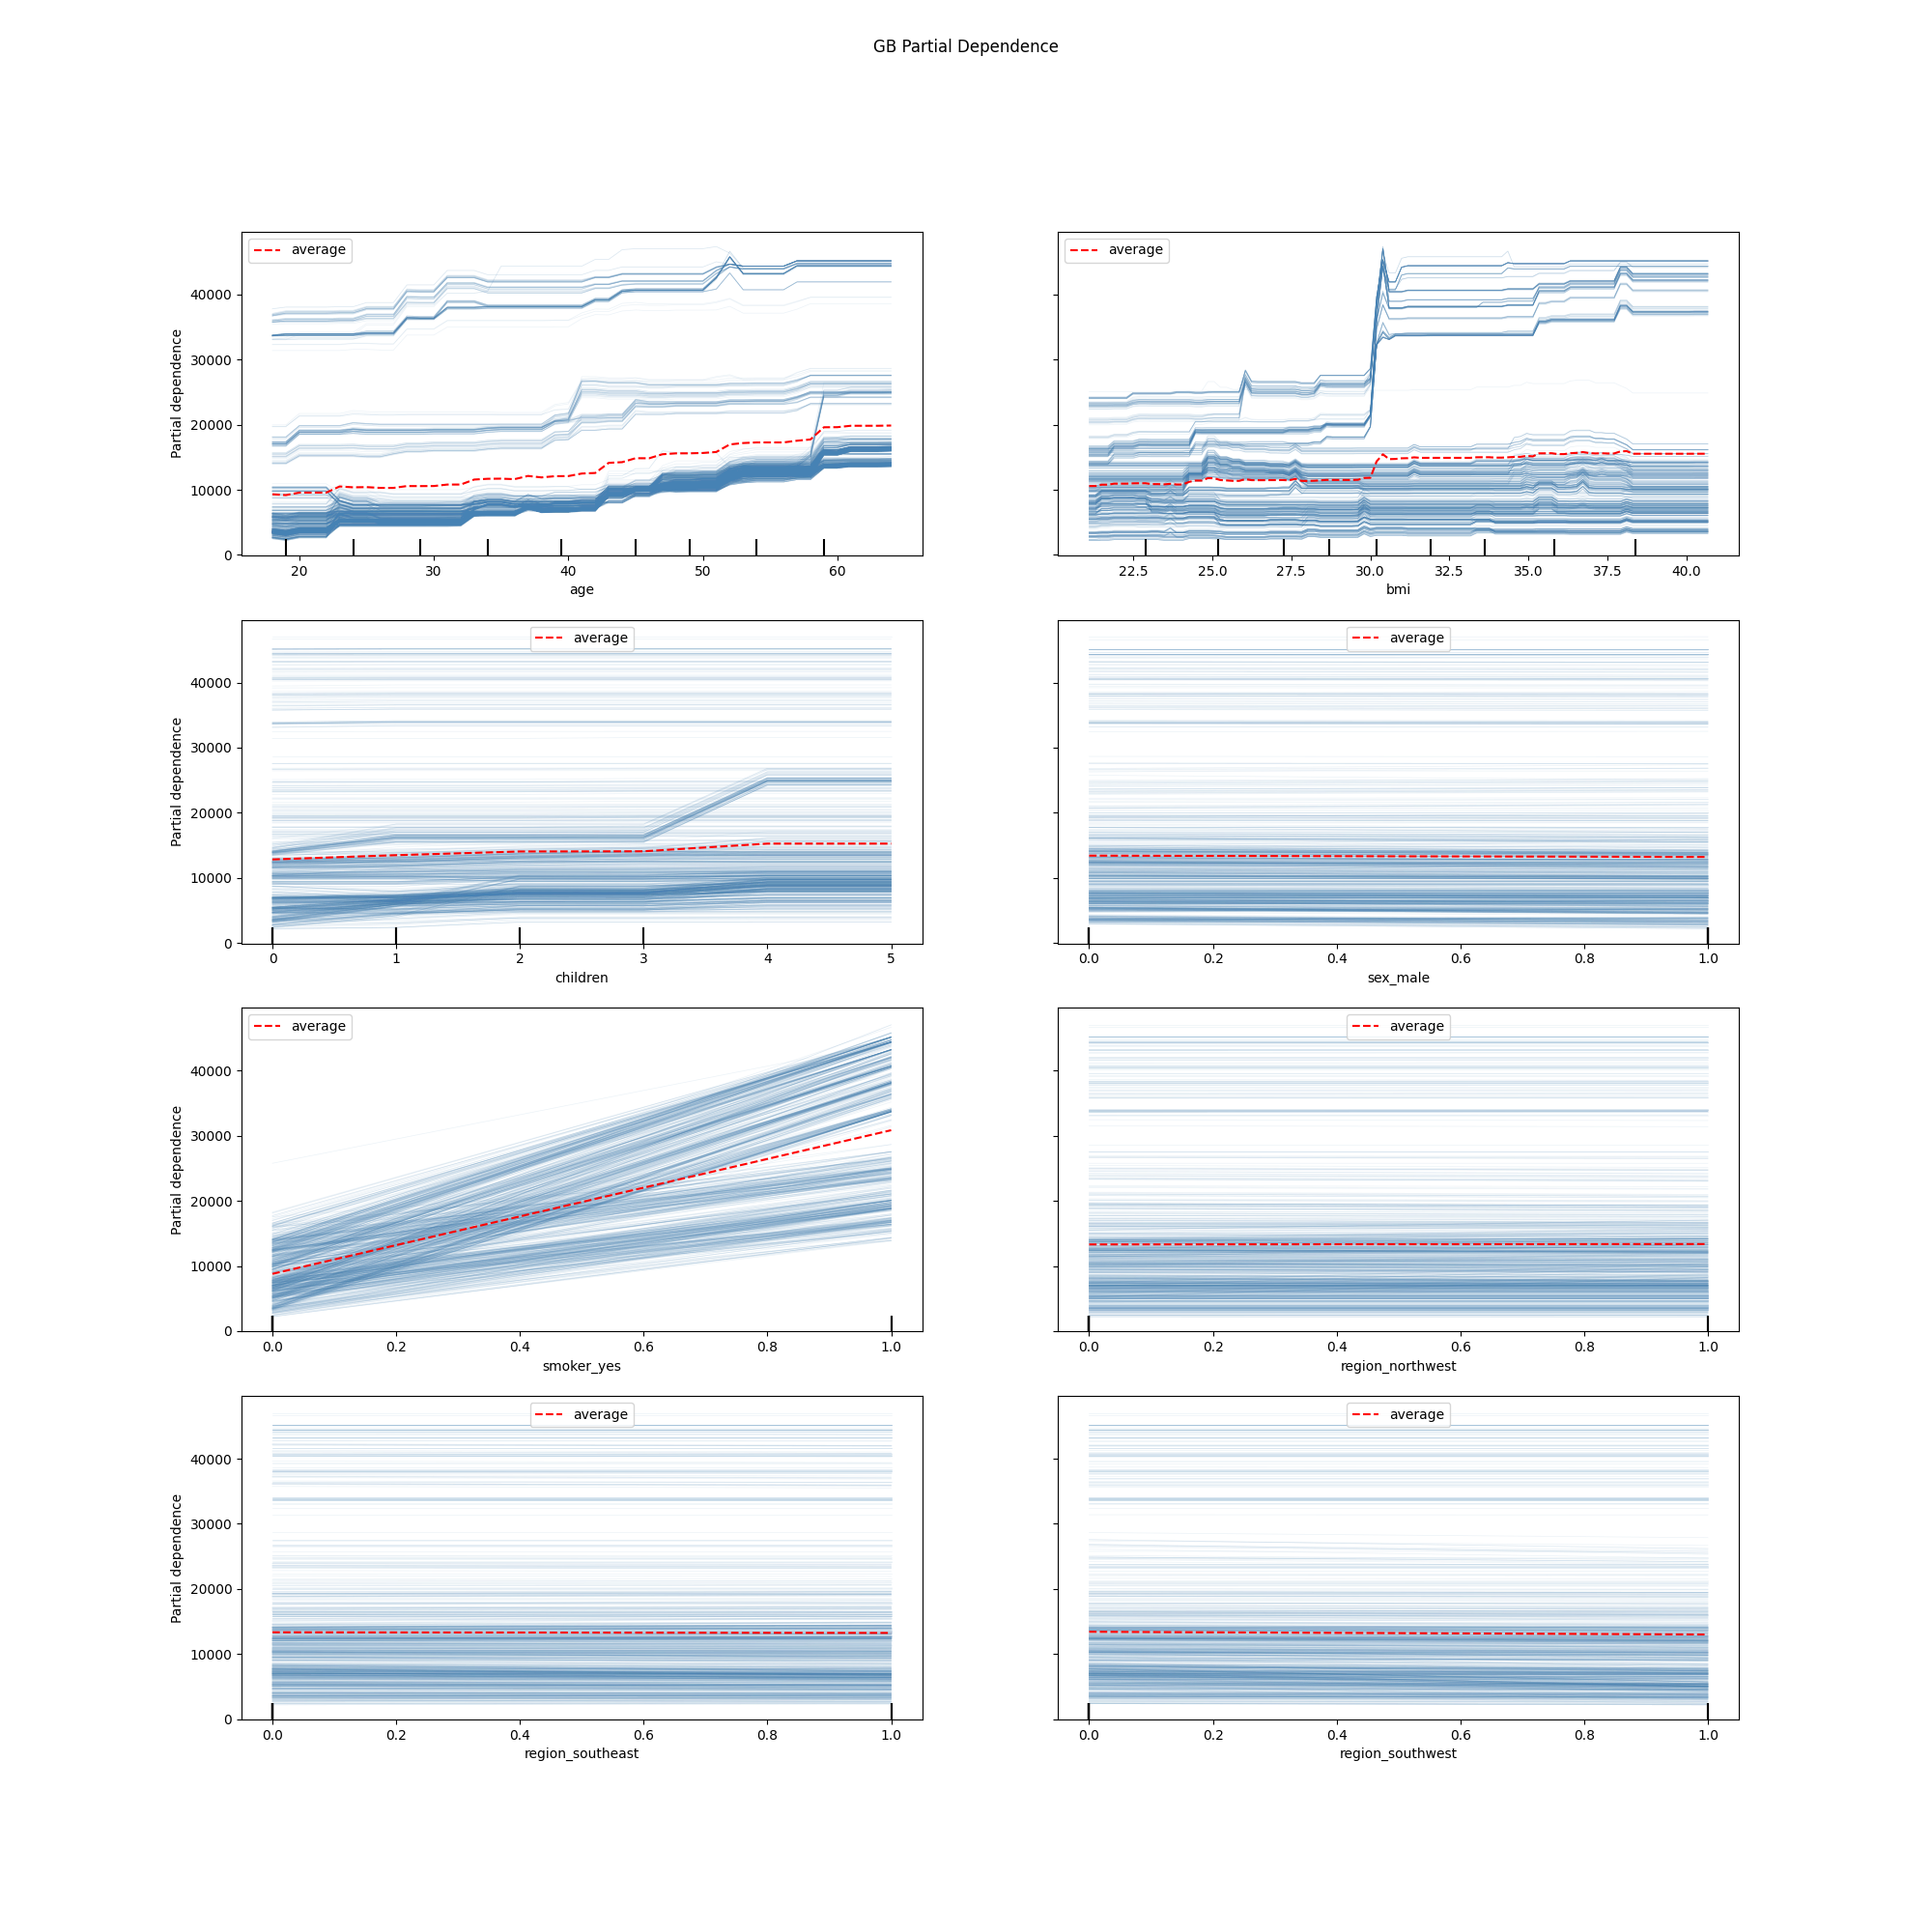 GB Partial Dependence
average
average
Partial dependence
40000
30000
20000
10000
0
20 30 40 50 60
22.5 25.0 27.5 30.0 32.5 35.0 37.5 40.0
age
bmi
average
average
Partial dependence
40000
30000
20000
10000
0
0 1 2 3 4 5
0.0 0.2 0.4 0.6 0.8 1.0
children
sex_male
average
average
Partial dependence
40000
30000
20000
10000
0
0.0 0.2 0.4 0.6 0.8 1.0
0.0 0.2 0.4 0.6 0.8 1.0
smoker_yes
region_northwest
average
average
Partial dependence
40000
30000
20000
10000
0
0.0 0.2 0.4 0.6 0.8 1.0
0.0 0.2 0.4 0.6 0.8 1.0
region_southeast
region_southwest